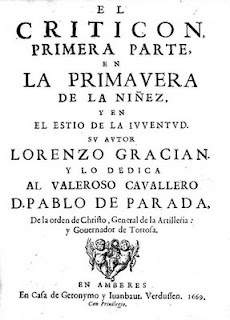 EL
CRITICON,
PRIMERA PARTE,
EN
LA PRIMAVERA
DE LA NIÑEZ,
Y EN
EL ESTIO DE LA IVVENTVD.
SV AVTOR
LORENZO GRACIAN.
Y LO DEDICA
AL VALEROSO CAVALLERO
D. PABLO DE PARADA,
De la orden de Christo, General de la Artilleria:
y Governador de Tortosa.
EN AMBERES
En Casa de Geronymo y Iuanbaut. Verdussen. 1669.
Con Privilegio.